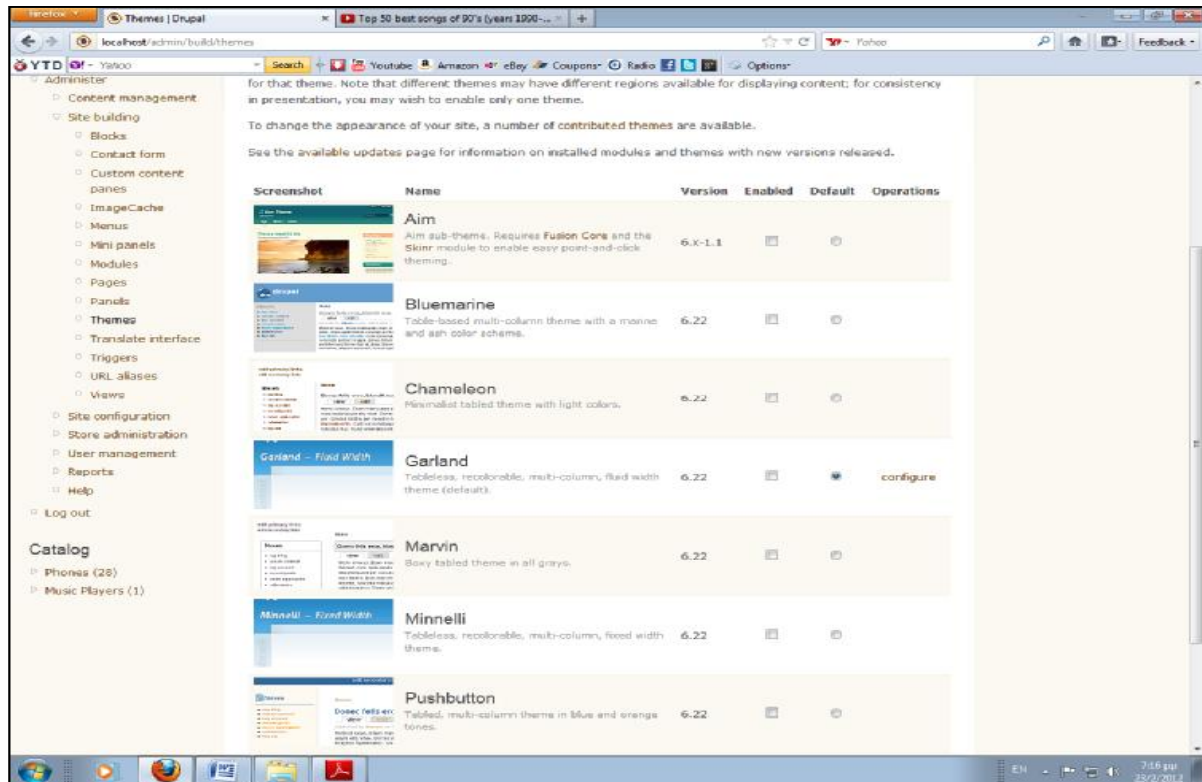 Firefox
Themes | Drupal
Top 50 best songs of 90's (years 1990-...
localhost/admin/build/themes
Yahoo
Feedback
YTD
Yahoo
Search
Youtube
Amazon
eBay
Coupons
Radio
Options
Administer
Content management
Site building
Blocks
Contact form
Custom content
panes
ImageCache
Menus
Mini panels
Modules
Pages
Panels
Themes
Translate interface
Triggers
URL aliases
Views
Site configuration
Store administration
User management
Reports
Help
Log out
Catalog
Phones (28)
Music Players (1)
for that theme. Note that different themes may have different regions available for displaying content; for consistency
in presentation, you may wish to enable only one theme.
To change the appearance of your site, a number of contributed themes are available.
See the available updates page for information on installed modules and themes with new versions released.
Screenshot Name Version Enabled Default Operations
Aim
Aim sub-theme. Requires Fusion Core and the
Skinr module to enable easy point-and-click
theming.
6.x-1.1
drupal
Bluemarine
Table-based multi-column theme with a marine
and ash color scheme.
6.22
Chameleon
Minimalist tabled theme with light colors.
6.22
Garland – Fluid Width
Garland
Tableless, recolorable, multi-column, fluid width
theme (default).
6.22
configure
Marvin
Boxy tabled theme in all grays.
6.22
Minnelli – Fixed Width
Minnelli
Tableless, recolorable, multi-column, fixed width
theme.
6.22
Pushbutton
Tabled, multi-column theme in blue and orange
tones.
6.22
EN
7:16 μμ
23/2/2012